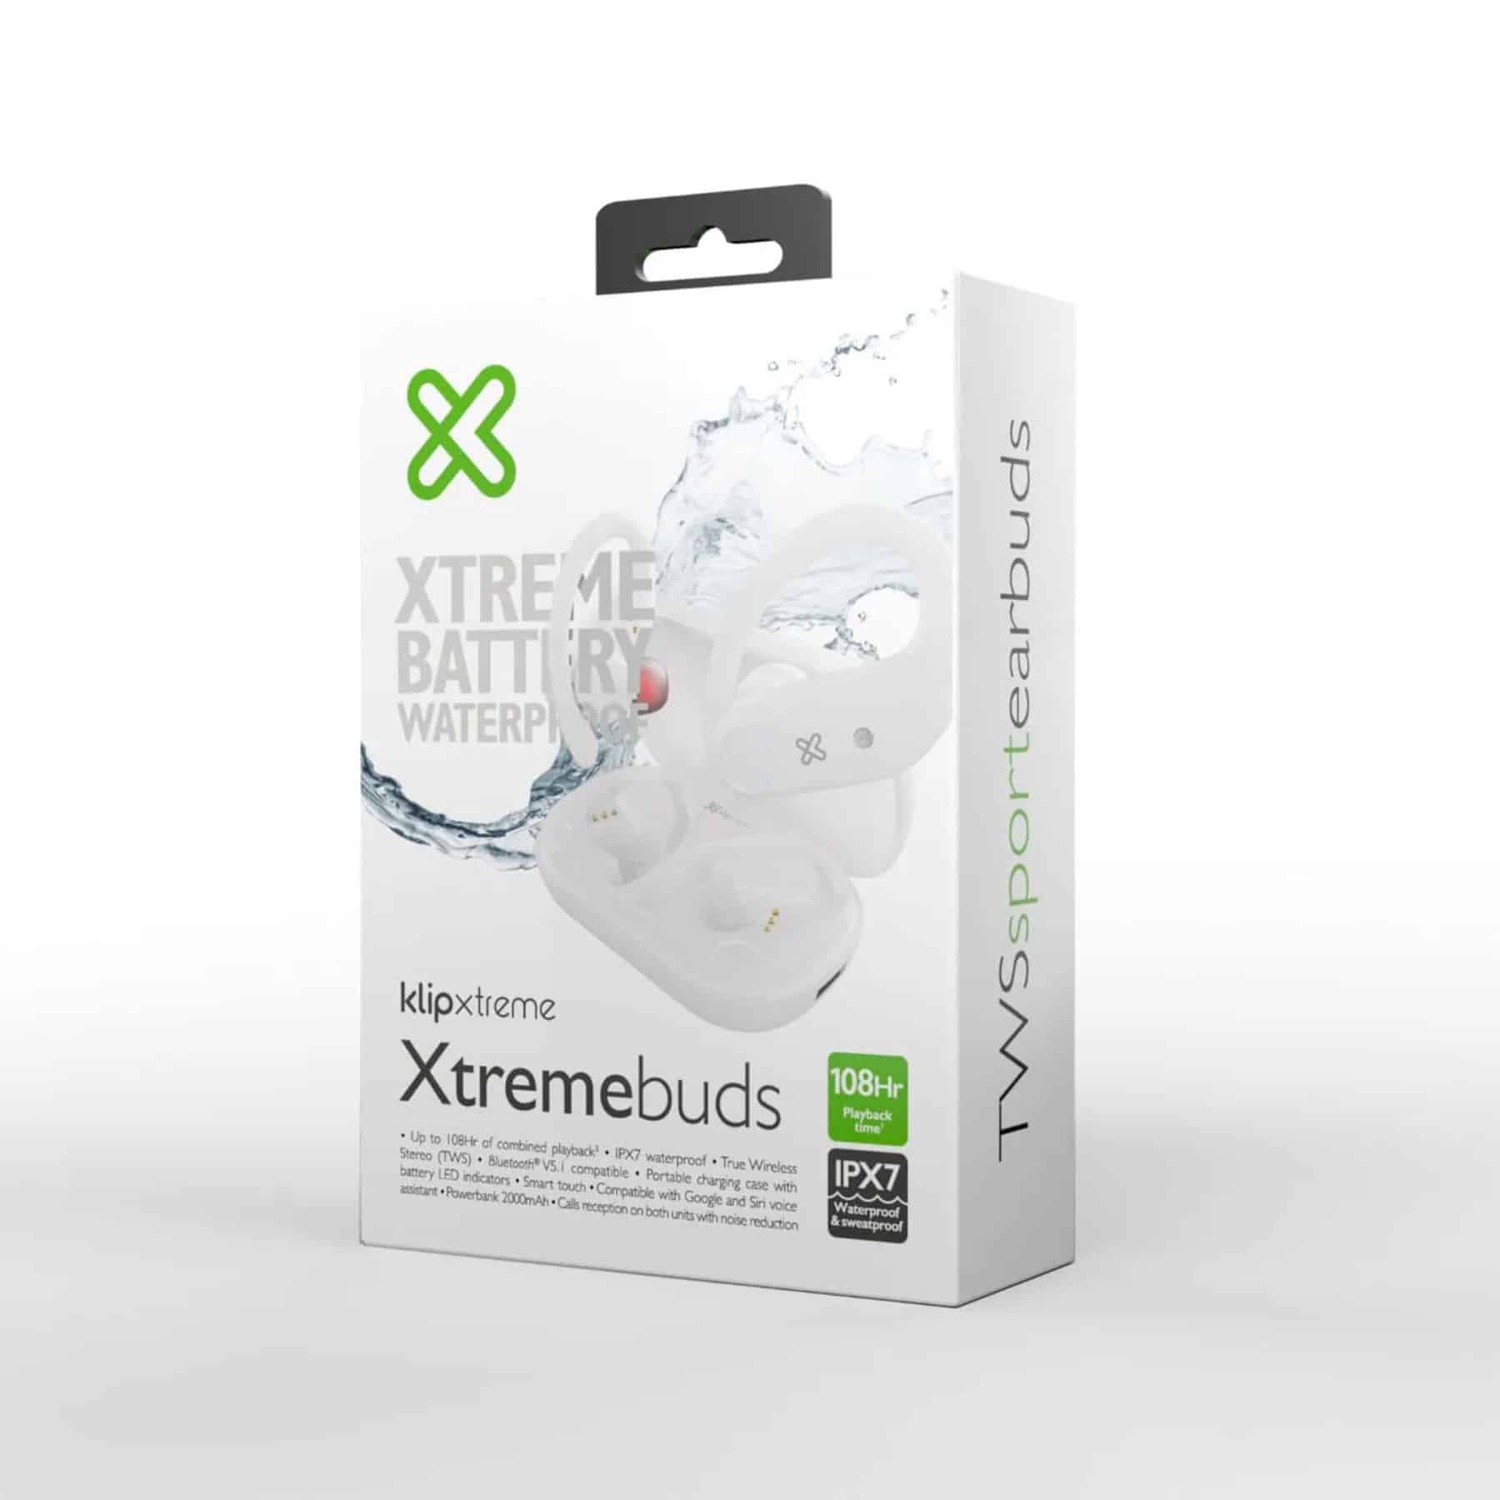 XTREME
BATTERY
WATERPROOF
klipxtreme
Xtremebuds
• Up to 108Hr of combined playback¹ • IPX7 waterproof • True Wireless
Stereo (TWS) • Bluetooth® V5.1 compatible • Portable charging case with
battery LED indicators • Smart touch • Compatible with Google and Siri voice
assistant • Powerbank 2000mAh • Calls reception on both units with noise reduction
108Hr
Playback
time¹
IPX7
Waterproof
& sweatproof
TWSsportearbuds